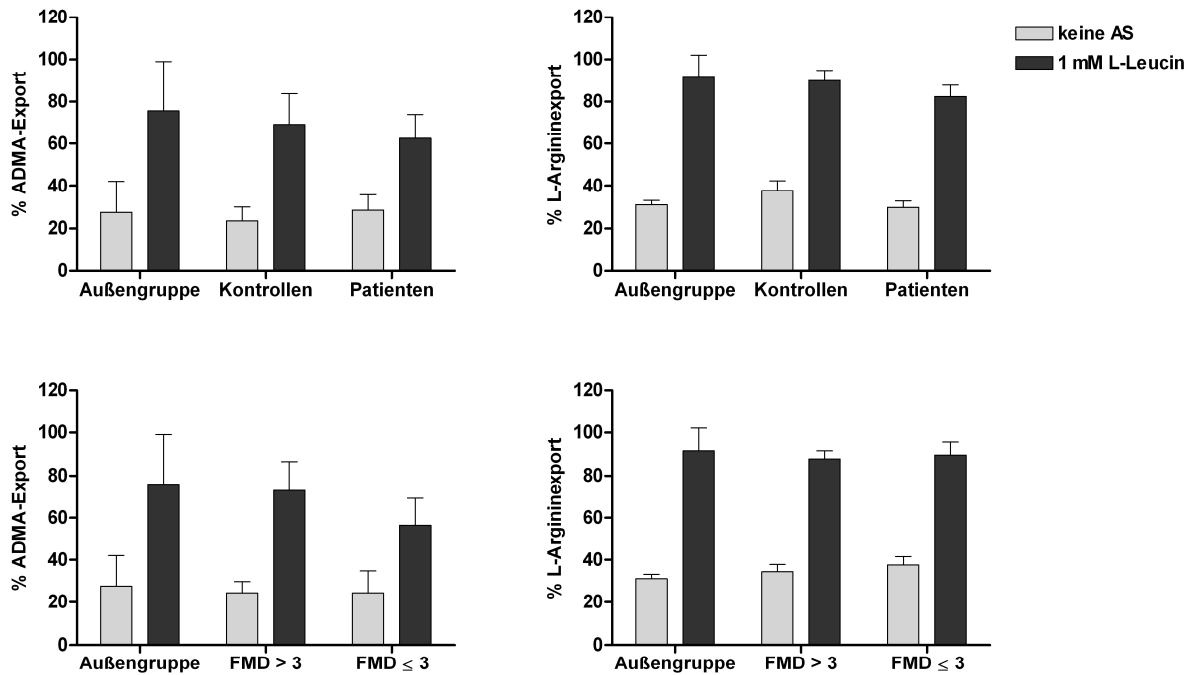 120
100
80
60
40
20
0
% ADMA-Export
Außengruppe Kontrollen Patienten
120
100
80
60
40
20
0
% L-Argininexport
Außengruppe Kontrollen Patienten
keine AS
1 mM L-Leucin
120
100
80
60
40
20
0
% ADMA-Export
Außengruppe FMD > 3 FMD ≤ 3
120
100
80
60
40
20
0
% L-Argininexport
Außengruppe FMD > 3 FMD ≤ 3